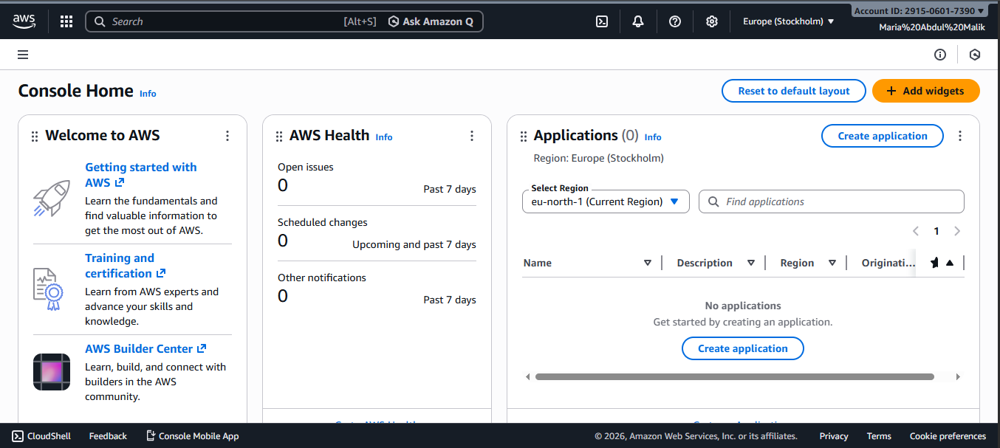 aws
Search
[Alt+S]
Ask Amazon Q
Europe (Stockholm)
Account ID: 2915-0601-7390
Maria%20Abdul%20Malik
Console Home Info
Reset to default layout
Add widgets
Welcome to AWS
Getting started with
AWS
Learn the fundamentals and
find valuable information to
get the most out of AWS.
Training and
certification
Learn from AWS experts and
advance your skills and
knowledge.
AWS Builder Center
Learn, build, and connect with
builders in the AWS
community.
AWS Health Info
Open issues
0
Past 7 days
Scheduled changes
0
Upcoming and past 7 days
Other notifications
0
Past 7 days
Applications (0) Info
Create application
Region: Europe (Stockholm)
Select Region
eu-north-1 (Current Region)
Find applications
1
Name
Description
Region
Originati...
No applications
Get started by creating an application.
Create application
CloudShell
Feedback
Console Mobile App
© 2026, Amazon Web Services, Inc. or its affiliates.
Privacy
Terms
Cookie preferences